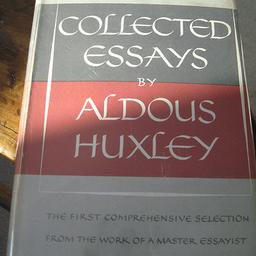 COLLECTED
ESSAYS
BY
ALDOUS
HUXLEY
THE FIRST COMPREHENSIVE SELECTION
FROM THE WORK OF A MASTER ESSAYIST